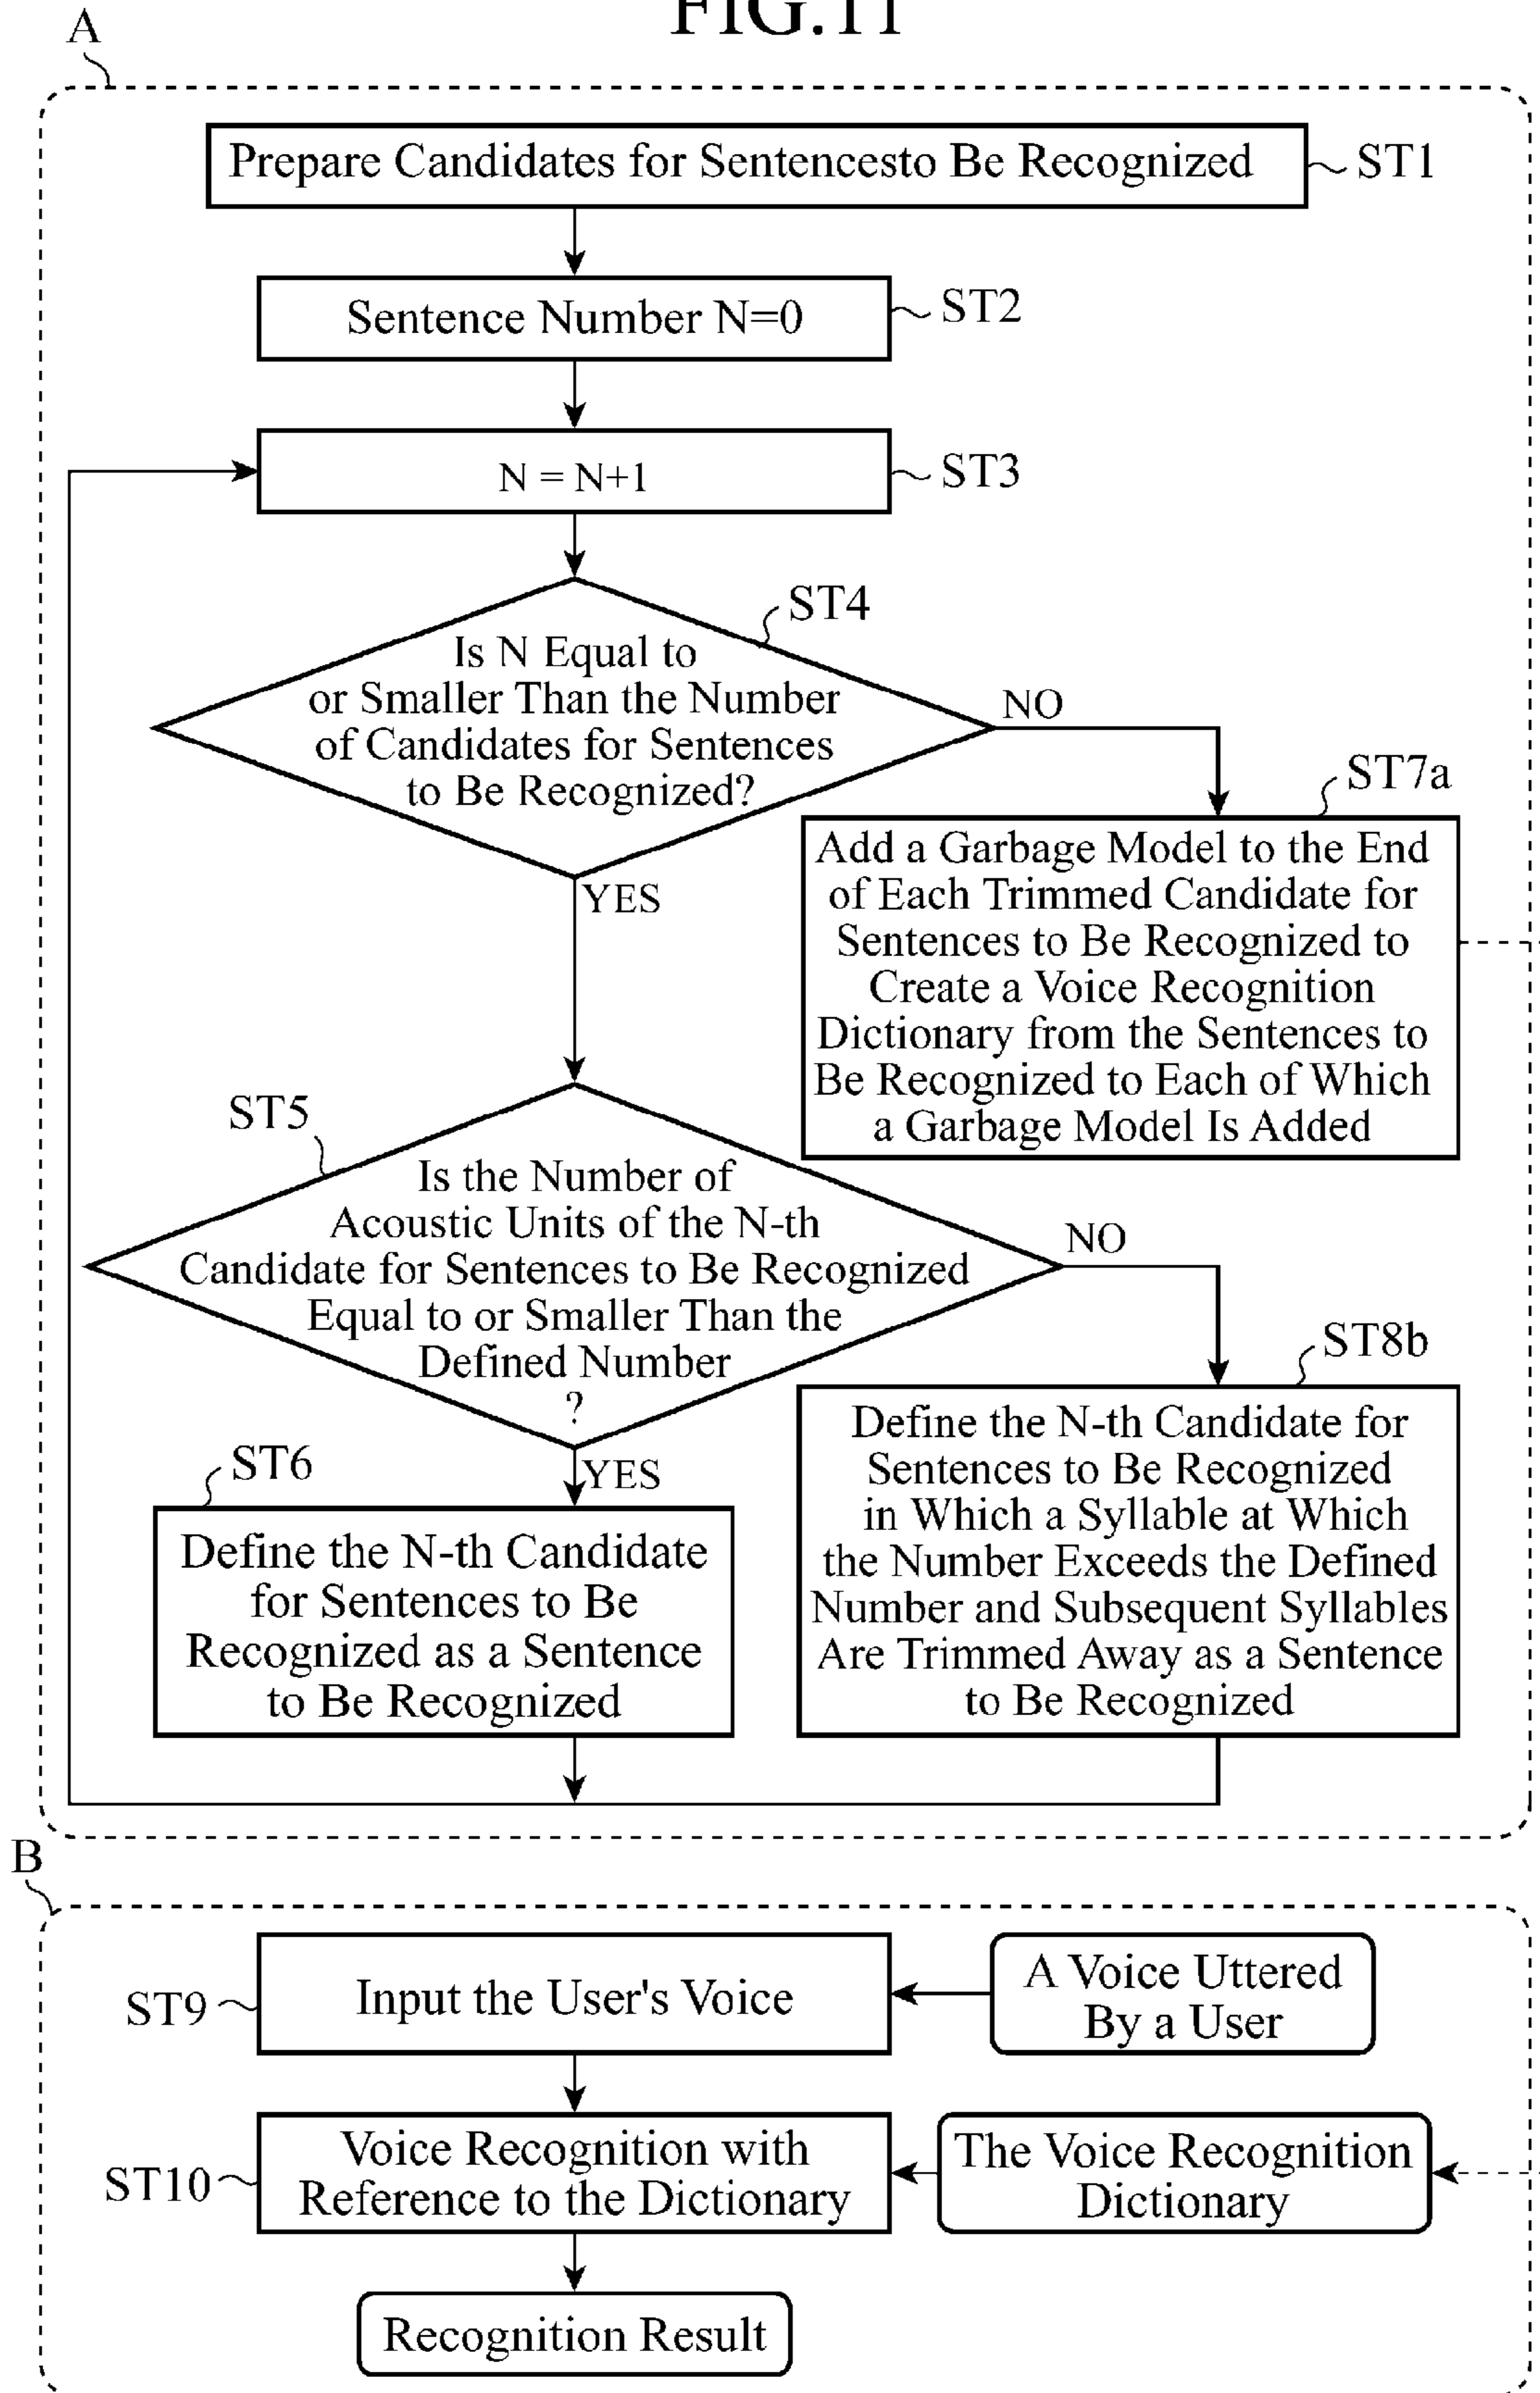 FIG.11
A
Prepare Candidates for Sentencesto Be Recognized
ST1
Sentence Number N=0
ST2
N = N+1
ST3
ST4
Is N Equal to
or Smaller Than the Number
of Candidates for Sentences
to Be Recognized?
NO
YES
ST7a
Add a Garbage Model to the End
of Each Trimmed Candidate for
Sentences to Be Recognized to
Create a Voice Recognition
Dictionary from the Sentences to
Be Recognized to Each of Which
a Garbage Model Is Added
ST5
Is the Number of
Acoustic Units of the N-th
Candidate for Sentences to Be Recognized
Equal to or Smaller Than the
Defined Number
?
NO
YES
ST6
Define the N-th Candidate
for Sentences to Be
Recognized as a Sentence
to Be Recognized
ST8b
Define the N-th Candidate for
Sentences to Be Recognized
in Which a Syllable at Which
the Number Exceeds the Defined
Number and Subsequent Syllables
Are Trimmed Away as a Sentence
to Be Recognized
B
ST9
Input the User's Voice
A Voice Uttered
By a User
ST10
Voice Recognition with
Reference to the Dictionary
The Voice Recognition
Dictionary
Recognition Result